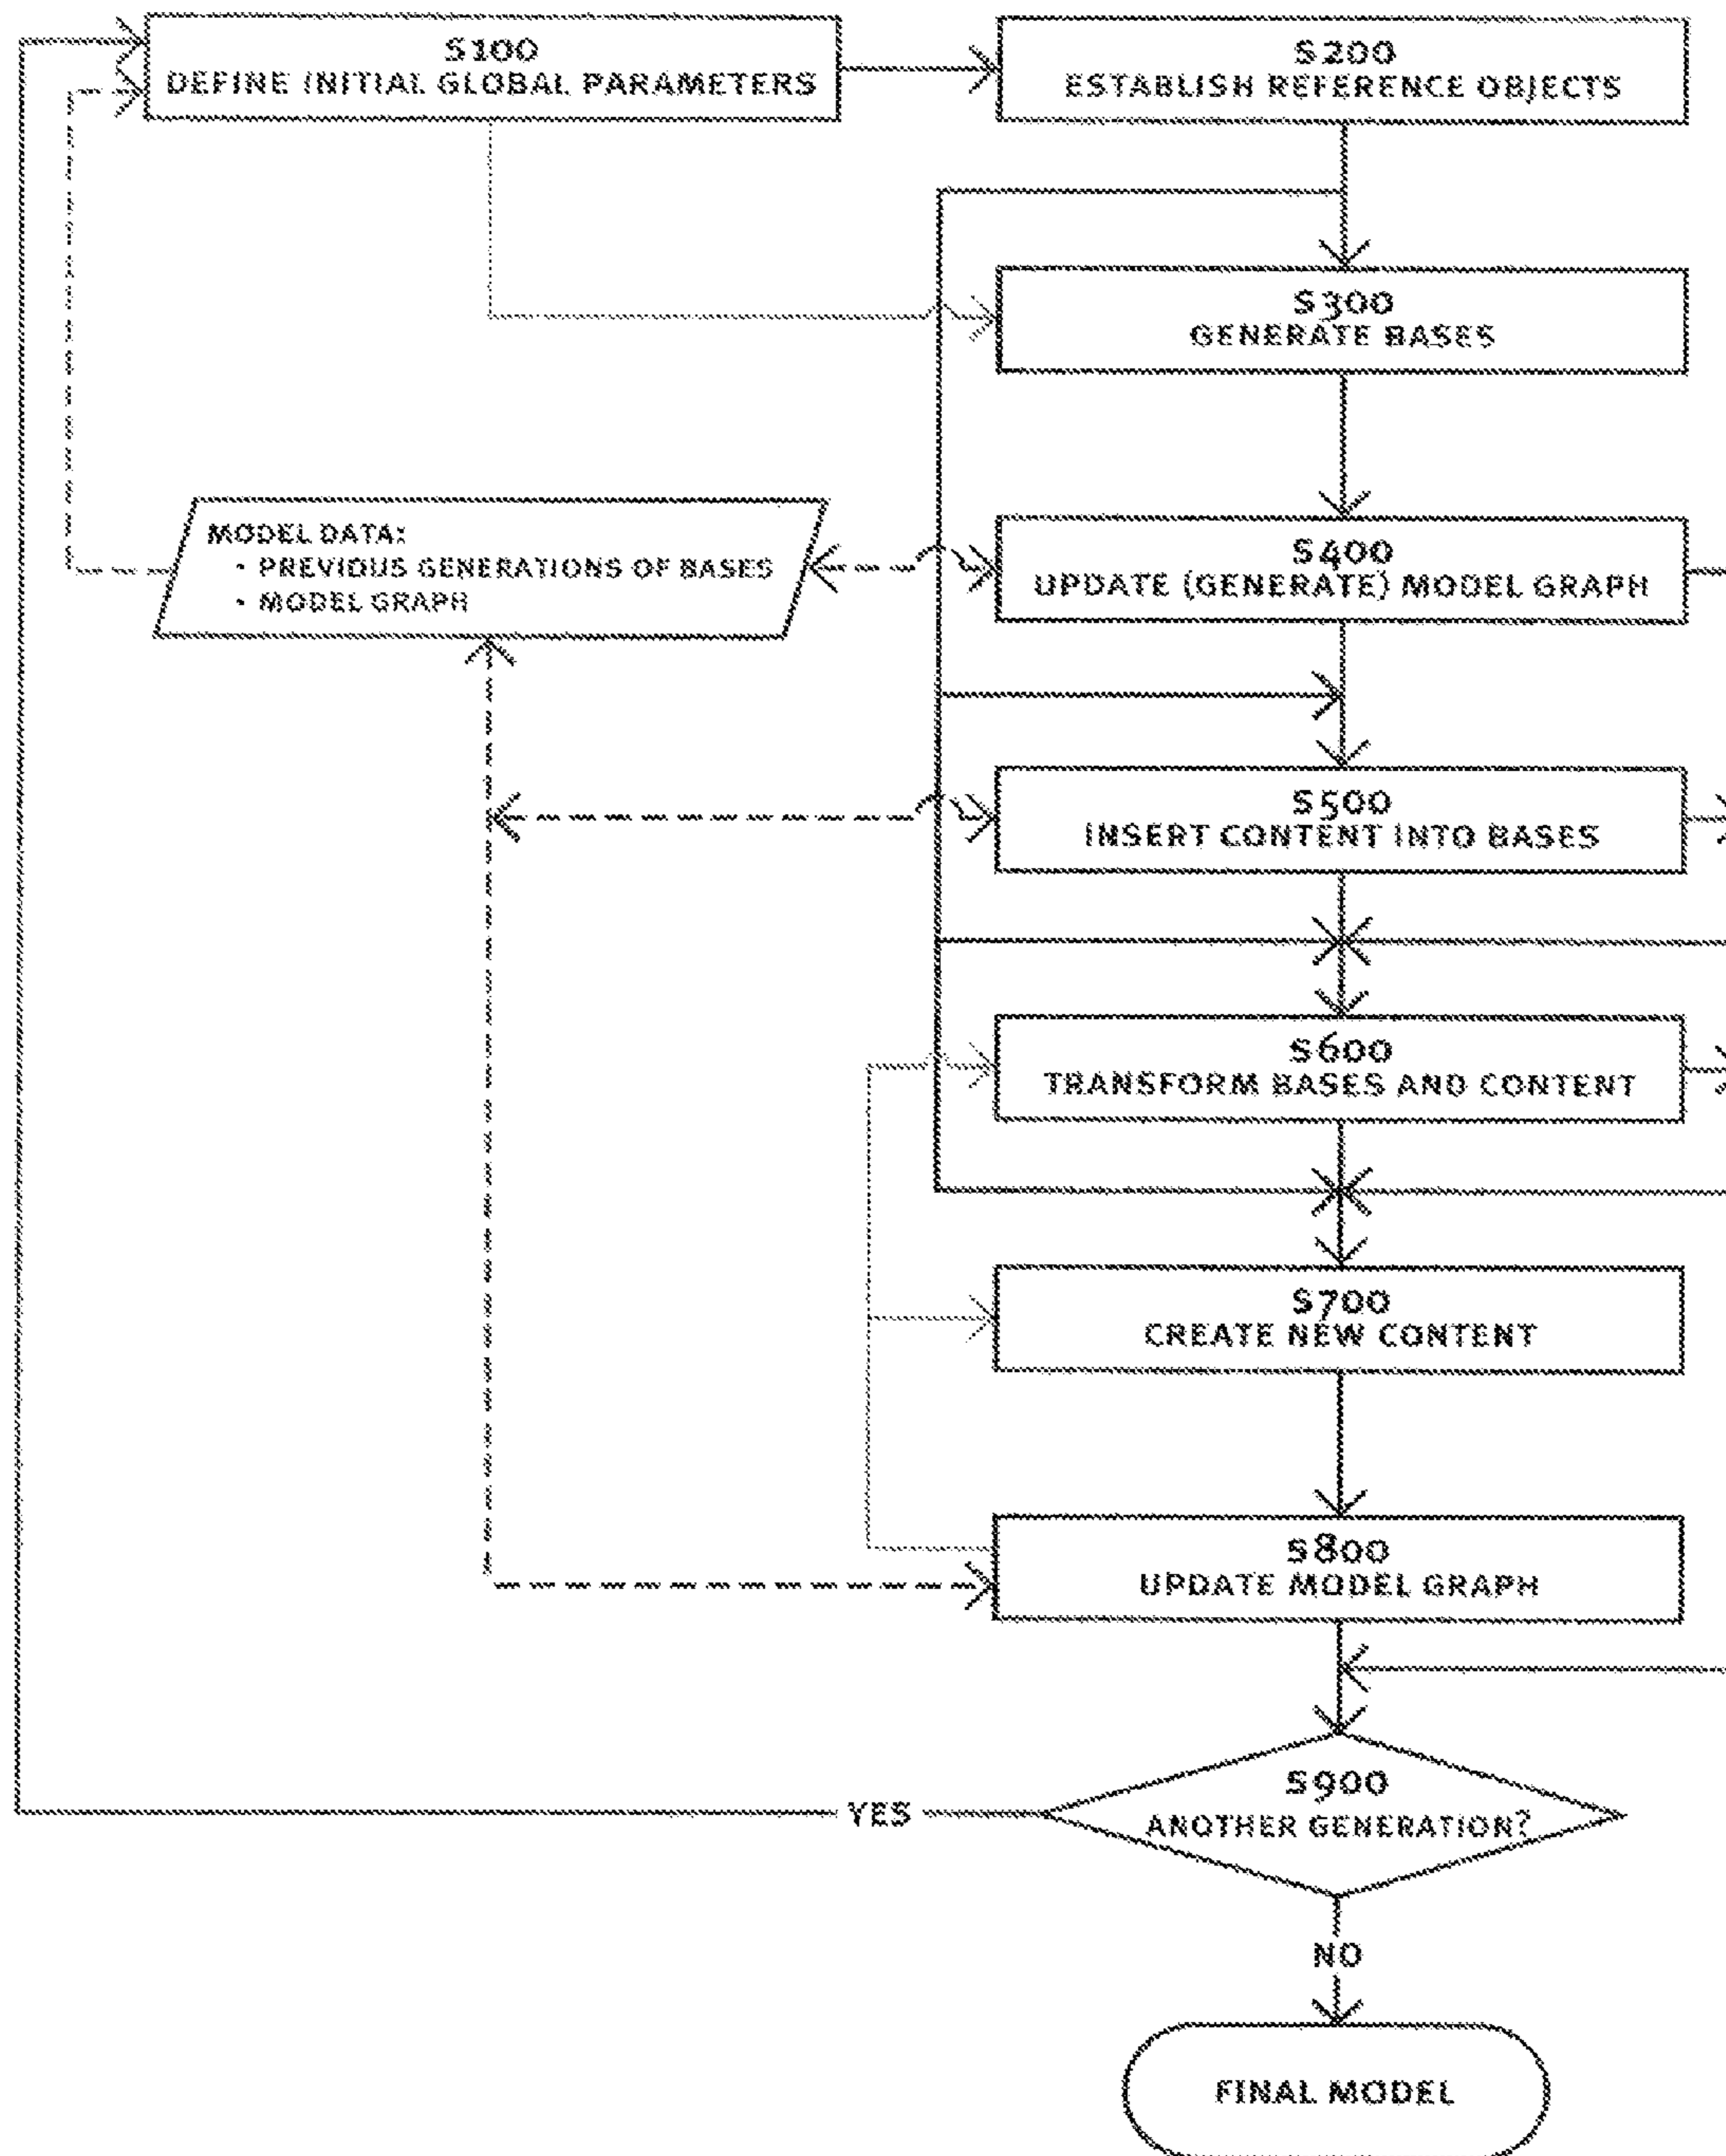 S100
DEFINE INITIAL GLOBAL PARAMETERS
S200
ESTABLISH REFERENCE OBJECTS
S300
GENERATE BASES
MODEL DATA:
• PREVIOUS GENERATIONS OF BASES
• MODEL GRAPH
S400
UPDATE (GENERATE) MODEL GRAPH
S500
INSERT CONTENT INTO BASES
S600
TRANSFORM BASES AND CONTENT
S700
CREATE NEW CONTENT
S800
UPDATE MODEL GRAPH
S900
ANOTHER GENERATION?
YES
NO
FINAL MODEL